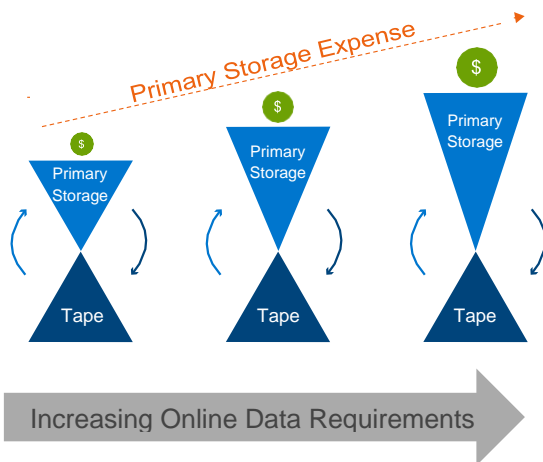 Primary Storage Expense
$
$
$
Primary
Storage
Primary
Storage
Primary
Storage
Tape
Tape
Tape
Increasing Online Data Requirements